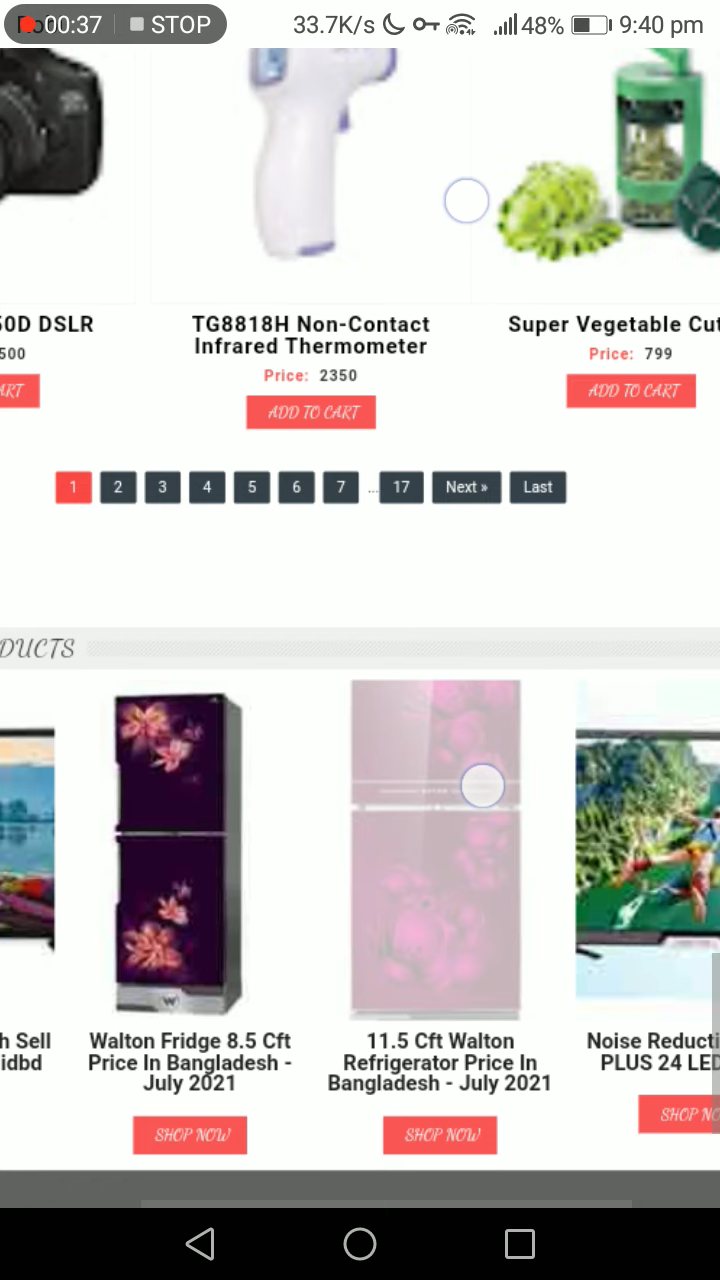 00:37 STOP 33.7K/s 48% 9:40 pm
50D DSLR
500
ART
TG8818H Non-Contact
Infrared Thermometer
Price: 2350
ADD TO CART
Super Vegetable Cut
Price: 799
ADD TO CART
1 2 3 4 5 6 7 ... 17 Next » Last
DUCTS
h Sell
idbd
Walton Fridge 8.5 Cft
Price In Bangladesh -
July 2021
SHOP NOW
11.5 Cft Walton
Refrigerator Price In
Bangladesh - July 2021
SHOP NOW
Noise Reducti
PLUS 24 LED
SHOP NO